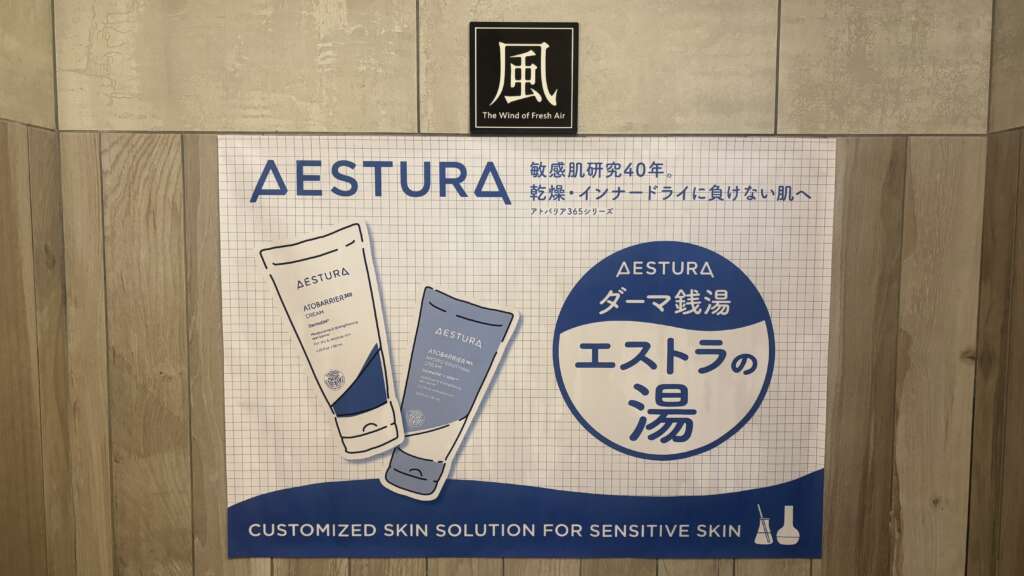 風
The Wind of Fresh Air
AESTURA
敏感肌研究40年。
乾燥・インナードライに負けない肌へ
アトバリア365シリーズ
AESTURA
ATOBARRIER365
CREAM
AESTURA
ATOBARRIER365
CREAM
AESTURA
ダーマ銭湯
エストラの
湯
CUSTOMIZED SKIN SOLUTION FOR SENSITIVE SKIN